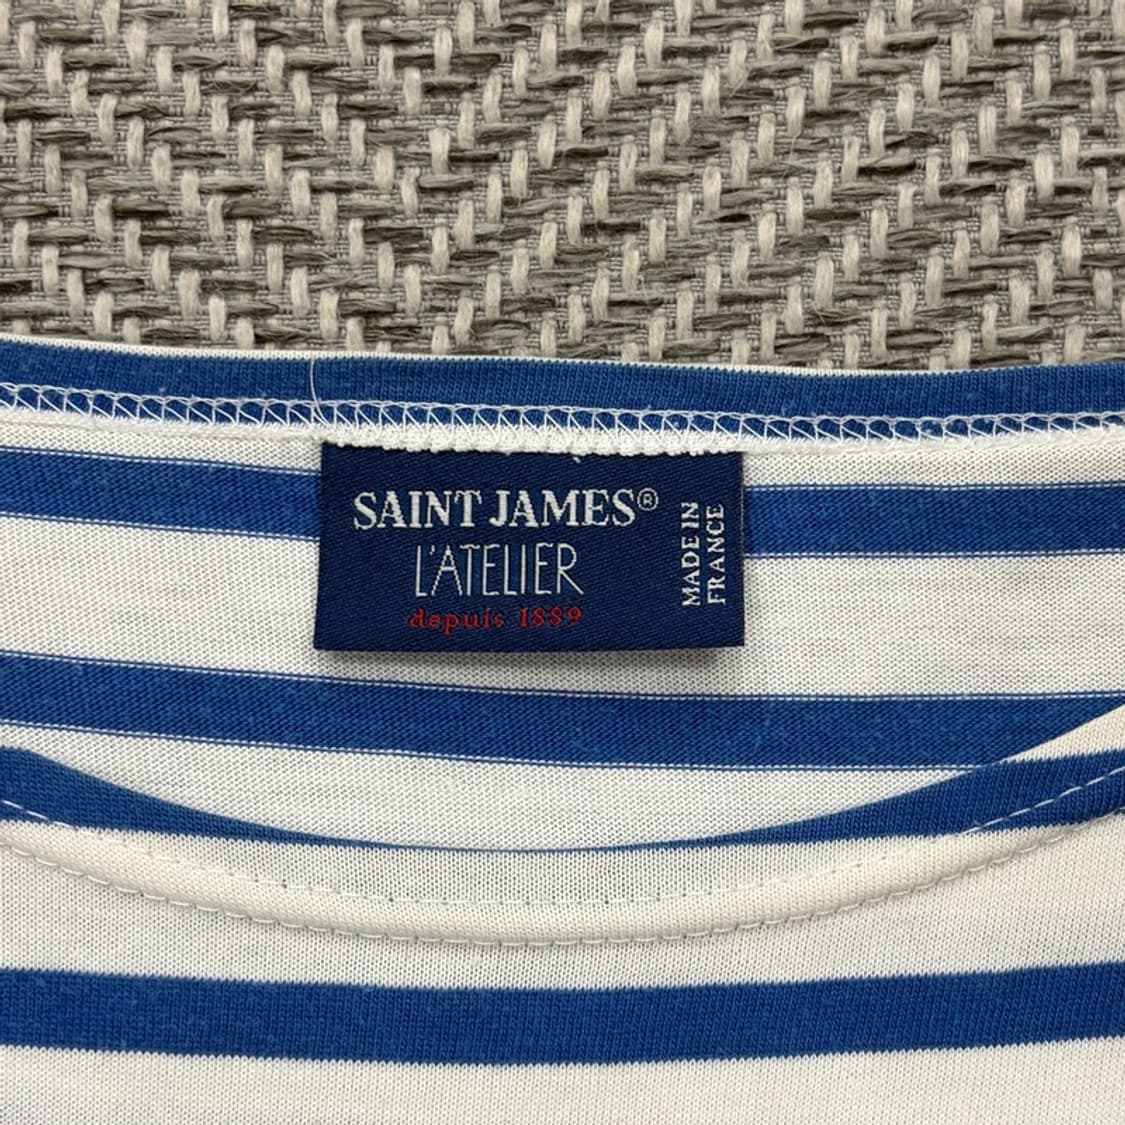 SAINT JAMES®
L'ATELIER
depuis 1889
MADE IN
FRANCE